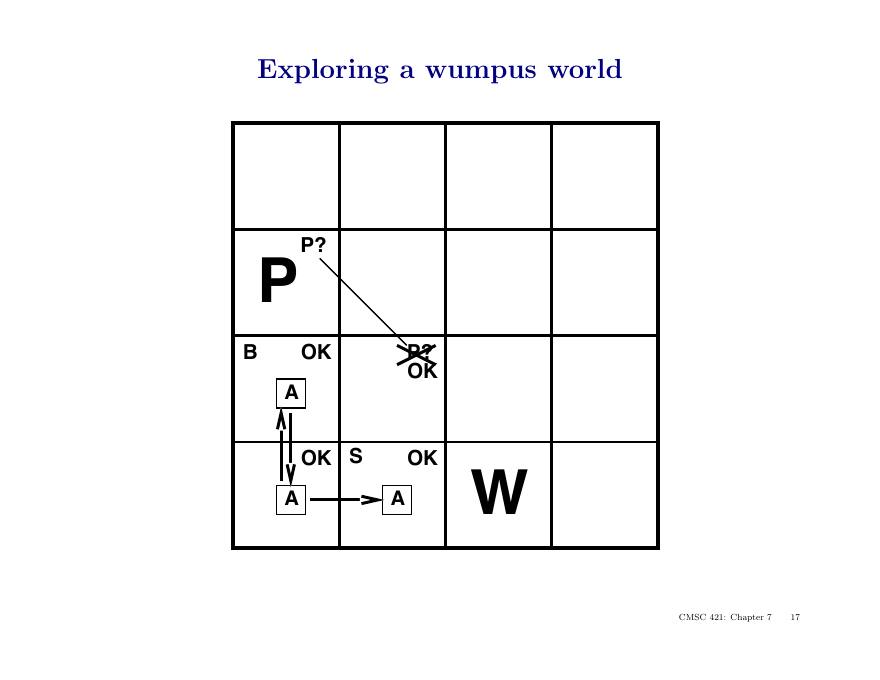 Exploring a wumpus world
P?
P
B OK P?
OK
A
OK S OK
A A W
CMSC 421: Chapter 7 17